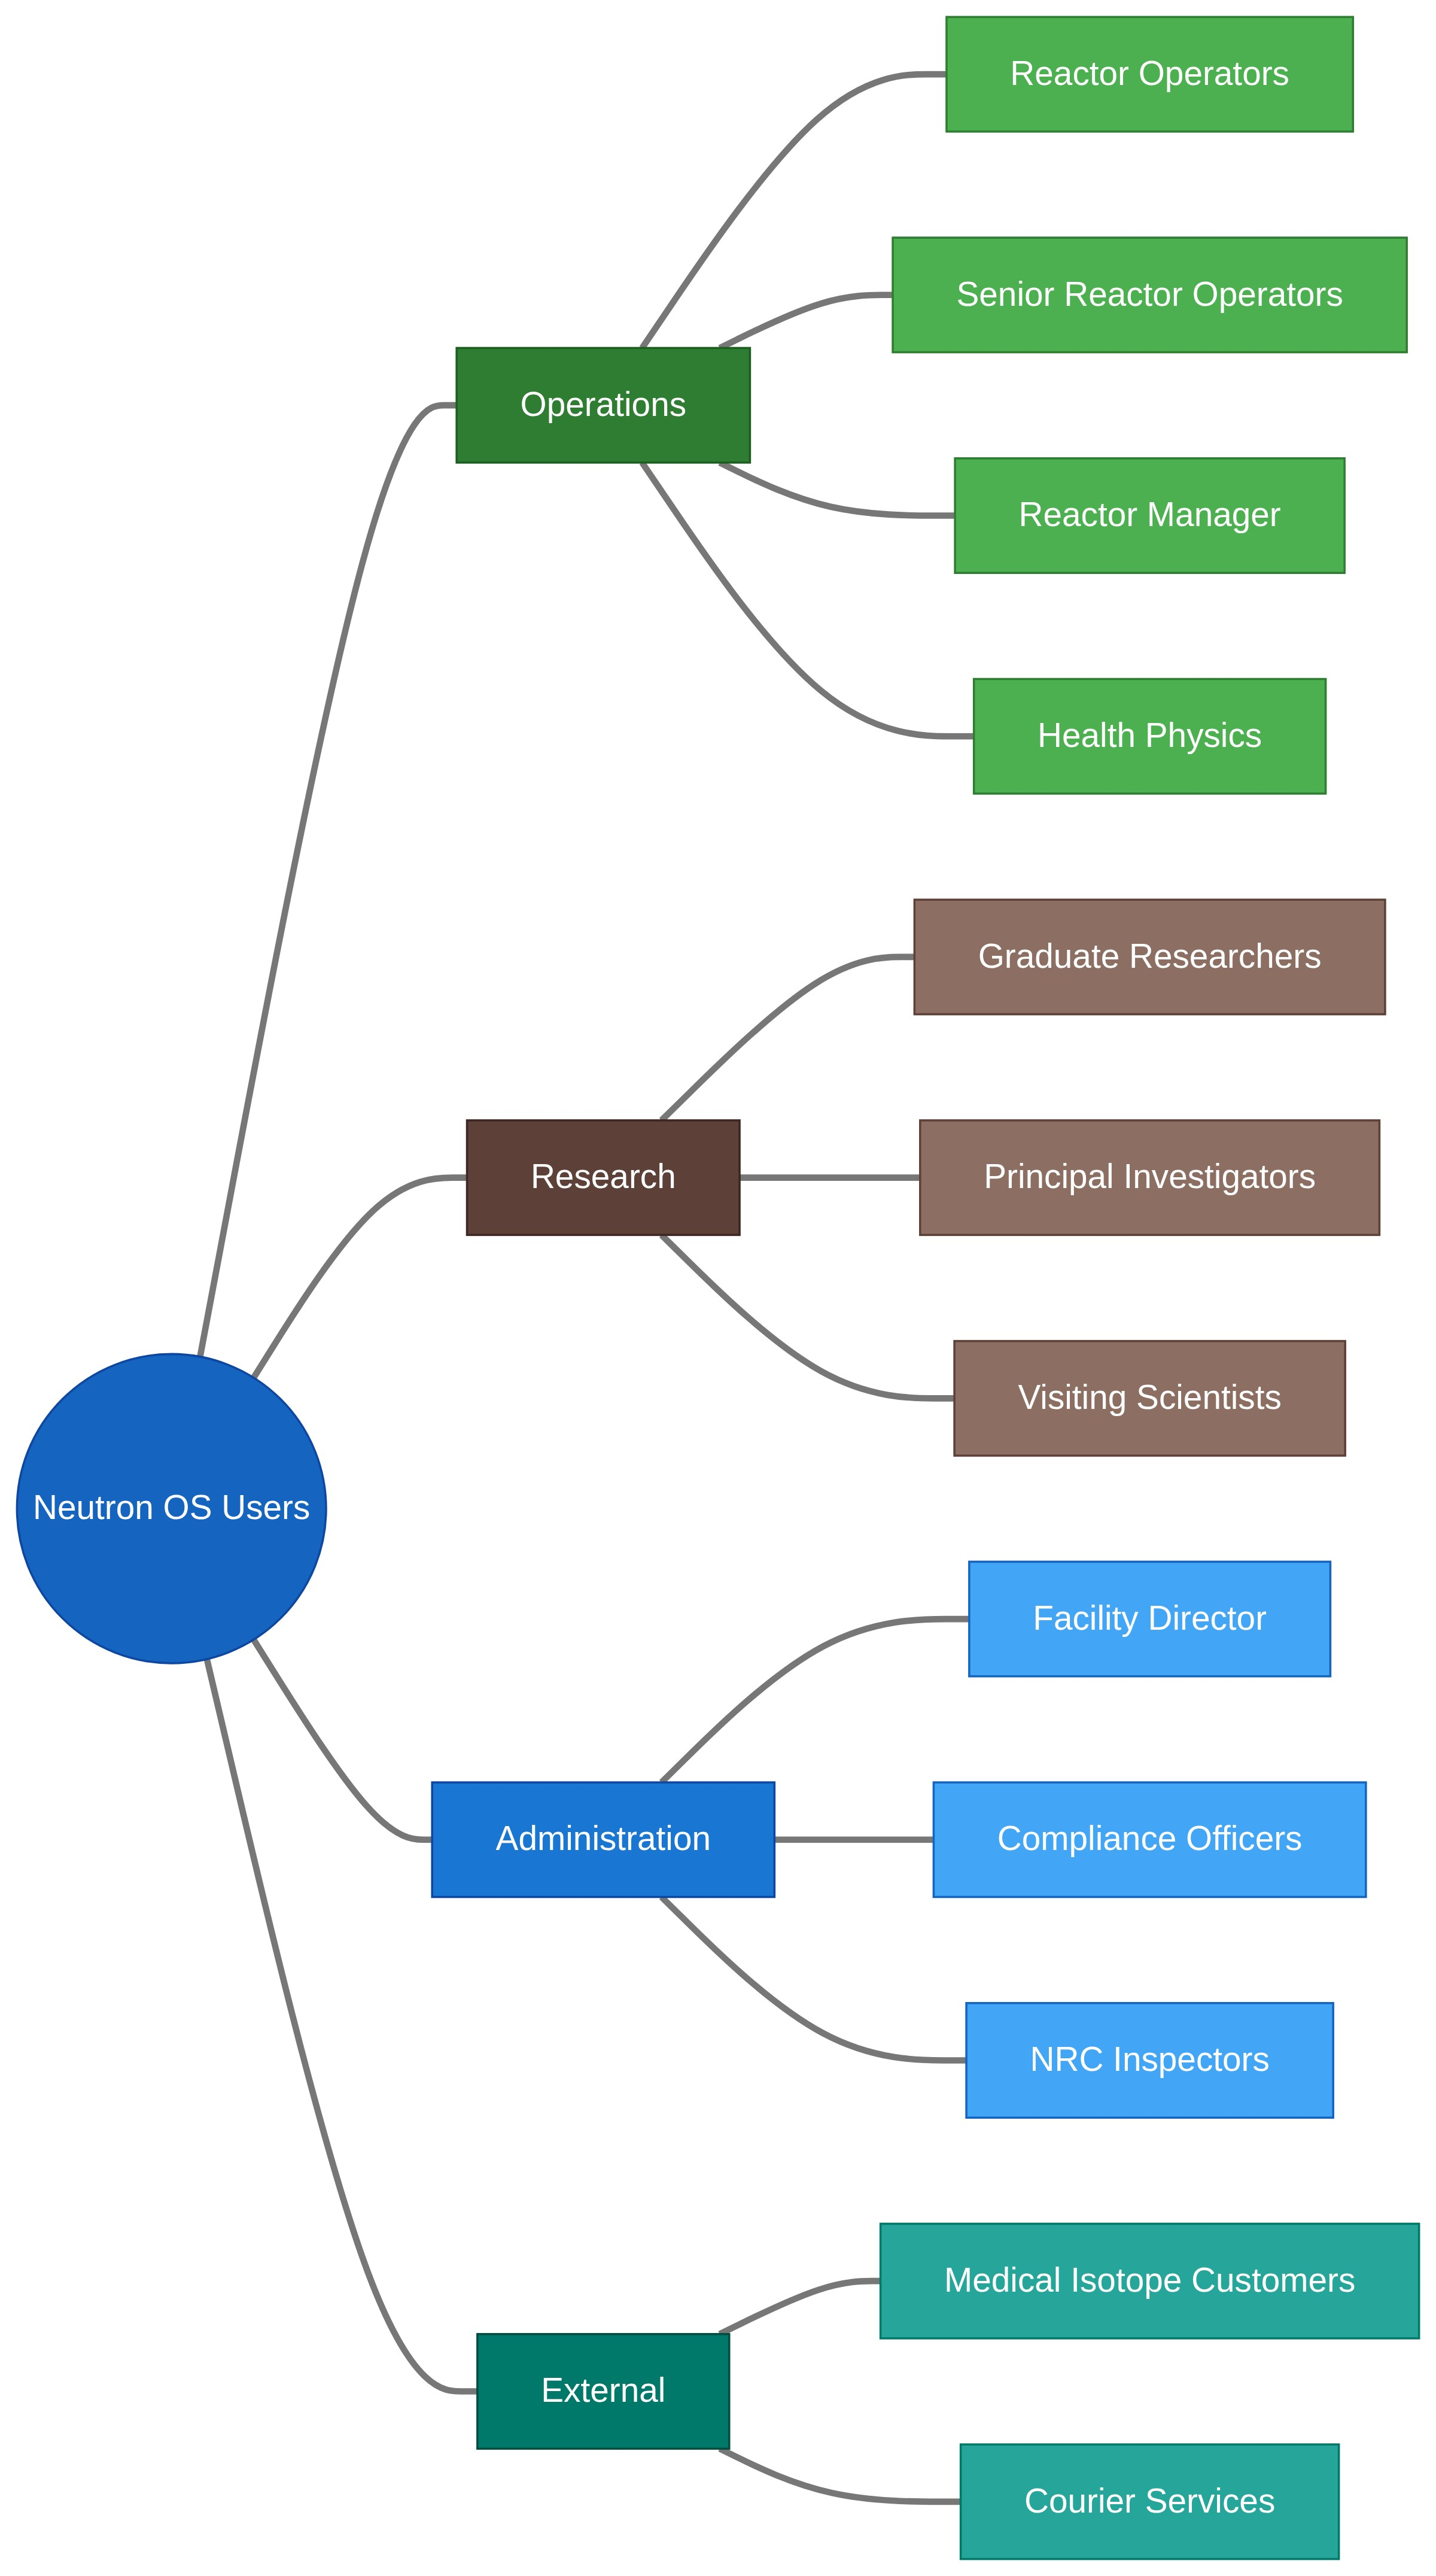 Neutron OS Users
Operations
Reactor Operators
Senior Reactor Operators
Reactor Manager
Health Physics
Research
Graduate Researchers
Principal Investigators
Visiting Scientists
Administration
Facility Director
Compliance Officers
NRC Inspectors
External
Medical Isotope Customers
Courier Services